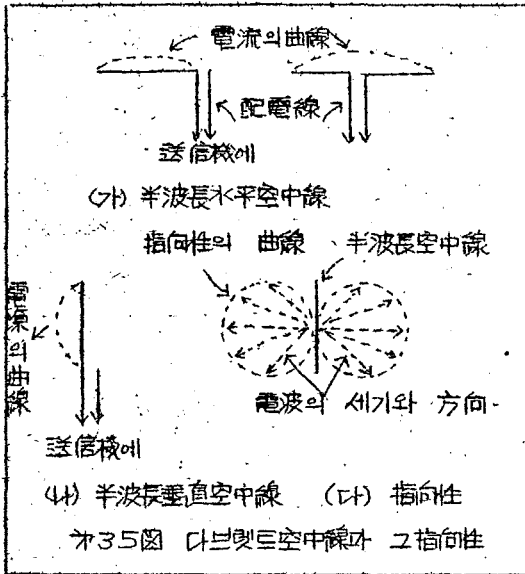 電流의曲線
配電線
送信機에
(가) 半波長水平空中線
指向性의 曲線 半波長空中線
電源의曲線
電波의 세기와 方向
送信機에
(나) 半波長垂直空中線 (다) 指向性
第35図 다브렛트空中線과 그指向性